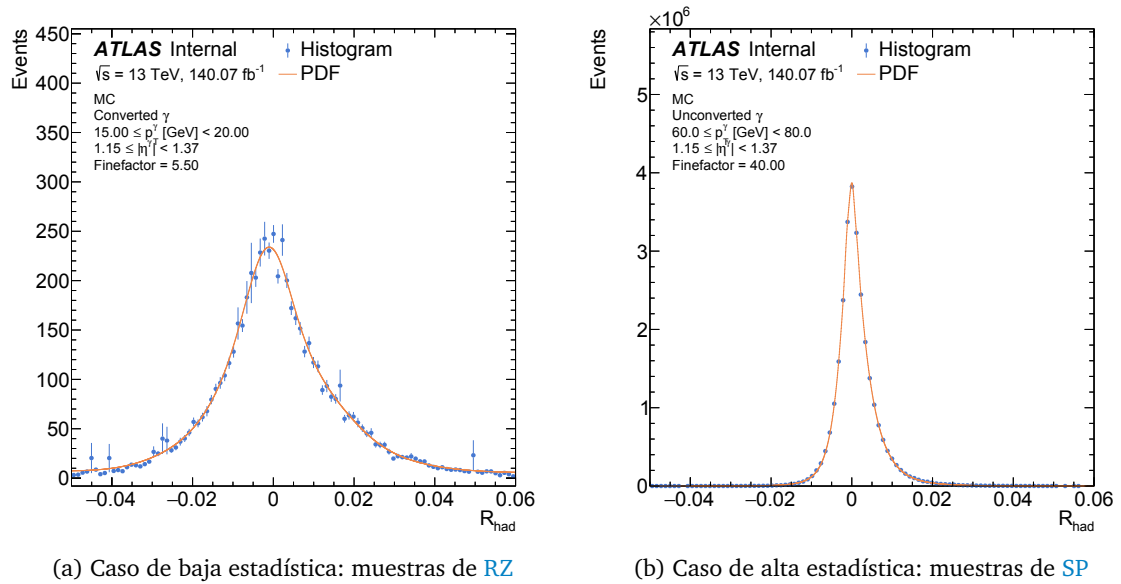 Events
450
400
350
300
250
200
150
100
50
0
ATLAS Internal
√s = 13 TeV, 140.07 fb⁻¹
Histogram
PDF
MC
Converted γ
15.00 ≤ p_T^γ [GeV] < 20.00
1.15 ≤ |η^γ| < 1.37
Finefactor = 5.50
−0.04 −0.02 0 0.02 0.04 0.06
R_had
(a) Caso de baja estadística: muestras de RZ
×10⁶
Events
5
4
3
2
1
0
ATLAS Internal
√s = 13 TeV, 140.07 fb⁻¹
Histogram
PDF
MC
Unconverted γ
60.0 ≤ p_T^γ [GeV] < 80.0
1.15 ≤ |η^γ| < 1.37
Finefactor = 40.00
−0.04 −0.02 0 0.02 0.04 0.06
R_had
(b) Caso de alta estadística: muestras de SP